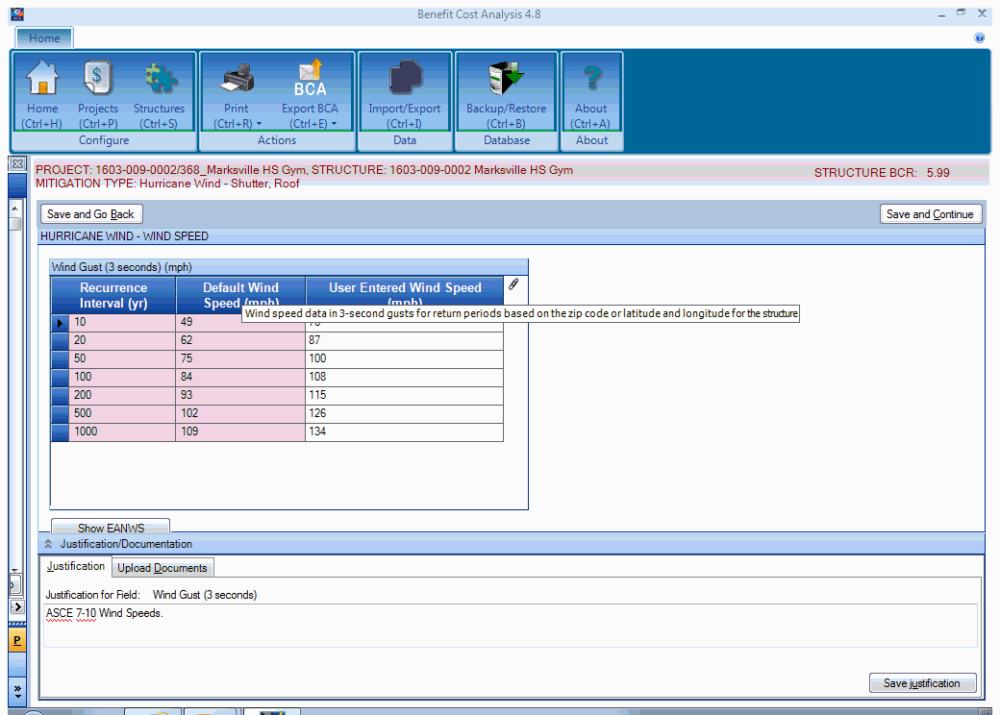 Benefit Cost Analysis 4.8
Home
Home
(Ctrl+H)
Projects
(Ctrl+P)
Structures
(Ctrl+S)
Configure
Print
(Ctrl+R)
BCA
Export BCA
(Ctrl+E)
Actions
Import/Export
(Ctrl+I)
Data
Backup/Restore
(Ctrl+B)
Database
About
(Ctrl+A)
About
PROJECT: 1603-009-0002/368_Marksville HS Gym, STRUCTURE: 1603-009-0002 Marksville HS Gym
MITIGATION TYPE: Hurricane Wind - Shutter, Roof
STRUCTURE BCR: 5.99
Save and Go Back
Save and Continue
HURRICANE WIND - WIND SPEED
Wind Gust (3 seconds) (mph)
Recurrence
Interval (yr)
Default Wind
Speed (mph)
User Entered Wind Speed
(mph)
Wind speed data in 3-second gusts for return periods based on the zip code or latitude and longitude for the structure
10 49
20 62 87
50 75 100
100 84 108
200 93 115
500 102 126
1000 109 134
Show EANWS
Justification/Documentation
Justification
Upload Documents
Justification for Field: Wind Gust (3 seconds)
ASCE 7-10 Wind Speeds.
Save justification
P